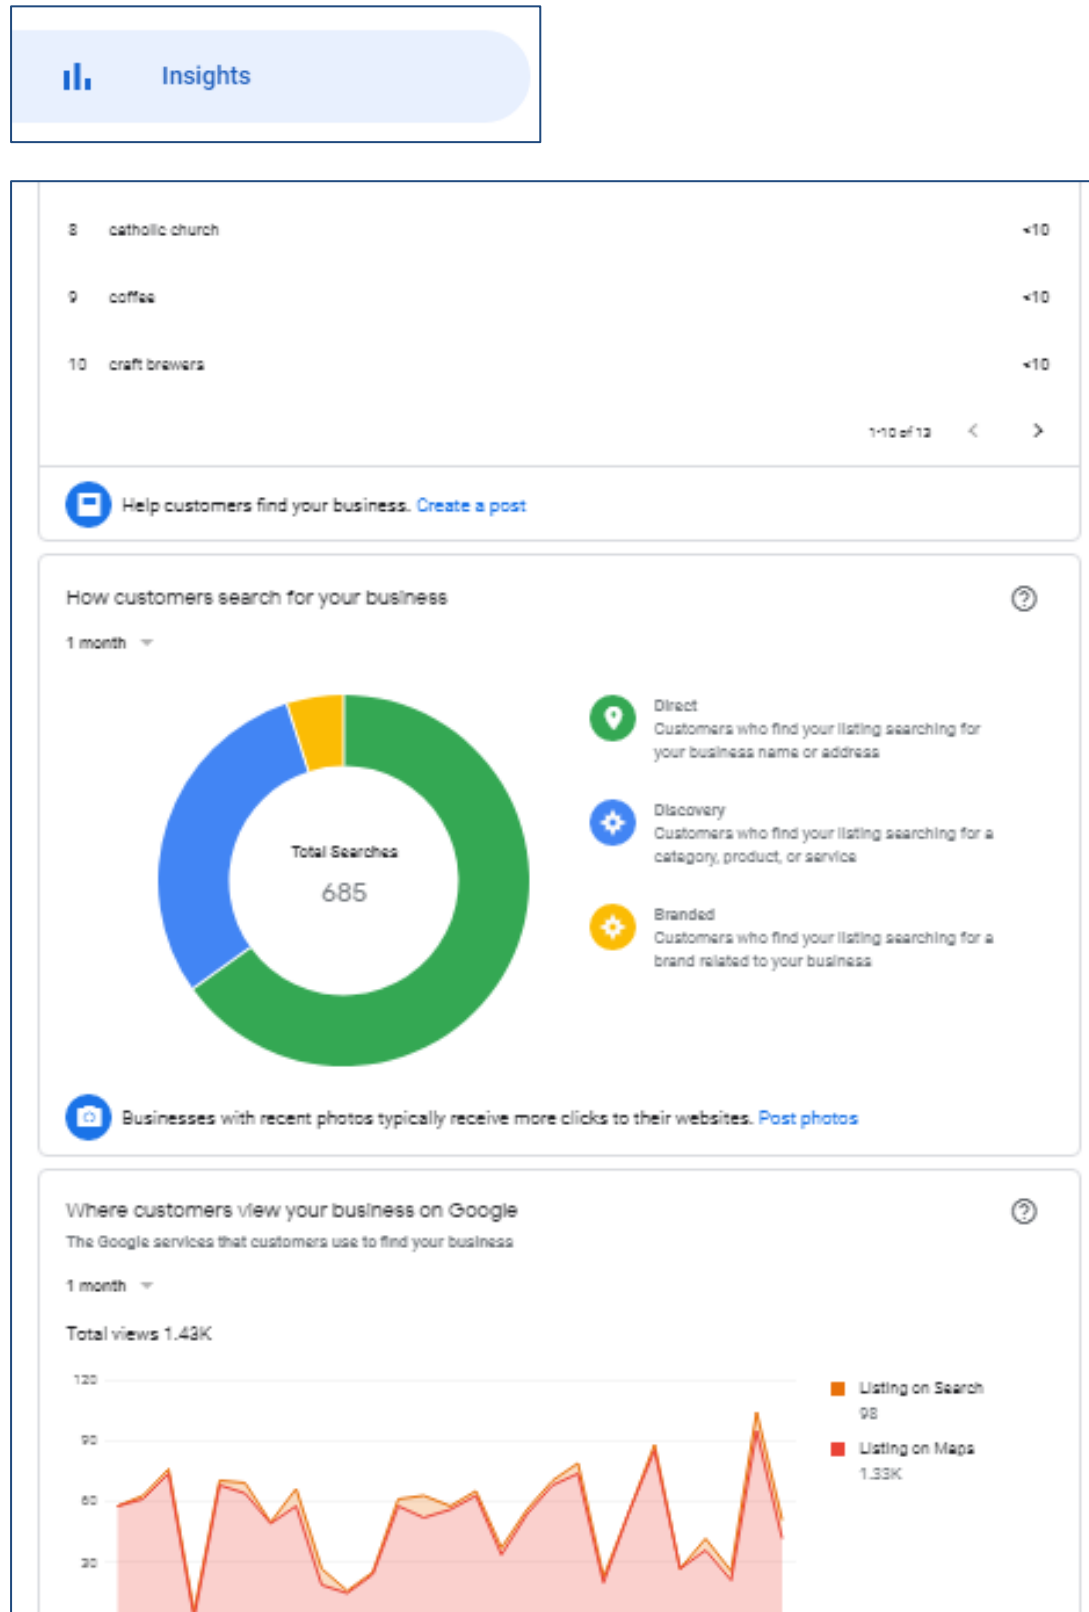 Insights
8 catholic church <10
9 coffee <10
10 craft brewers <10
1-10 of 13
Help customers find your business. Create a post
How customers search for your business
1 month
Total Searches
685
Direct
Customers who find your listing searching for
your business name or address
Discovery
Customers who find your listing searching for a
category, product, or service
Branded
Customers who find your listing searching for a
brand related to your business
Businesses with recent photos typically receive more clicks to their websites. Post photos
Where customers view your business on Google
The Google services that customers use to find your business
1 month
Total views 1.43K
120
90
60
30
Listing on Search
98
Listing on Maps
1.33K